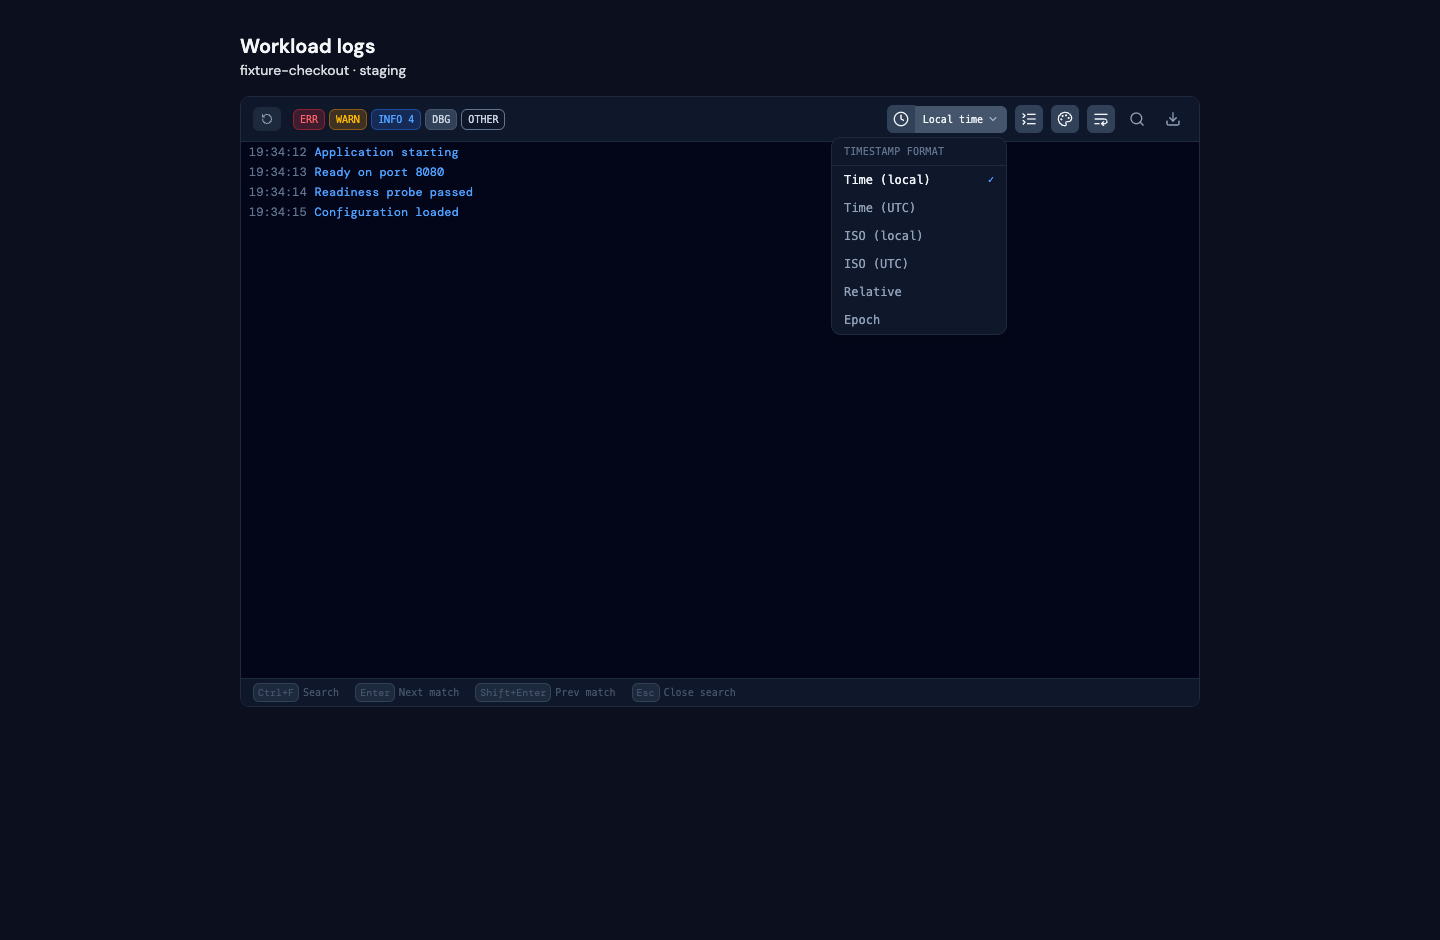 Workload logs
fixture-checkout · staging
ERR WARN INFO 4 DBG OTHER Local time
TIMESTAMP FORMAT
Time (local) ✓
Time (UTC)
ISO (local)
ISO (UTC)
Relative
Epoch
19:34:12 Application starting
19:34:13 Ready on port 8080
19:34:14 Readiness probe passed
19:34:15 Configuration loaded
Ctrl+F Search Enter Next match Shift+Enter Prev match Esc Close search